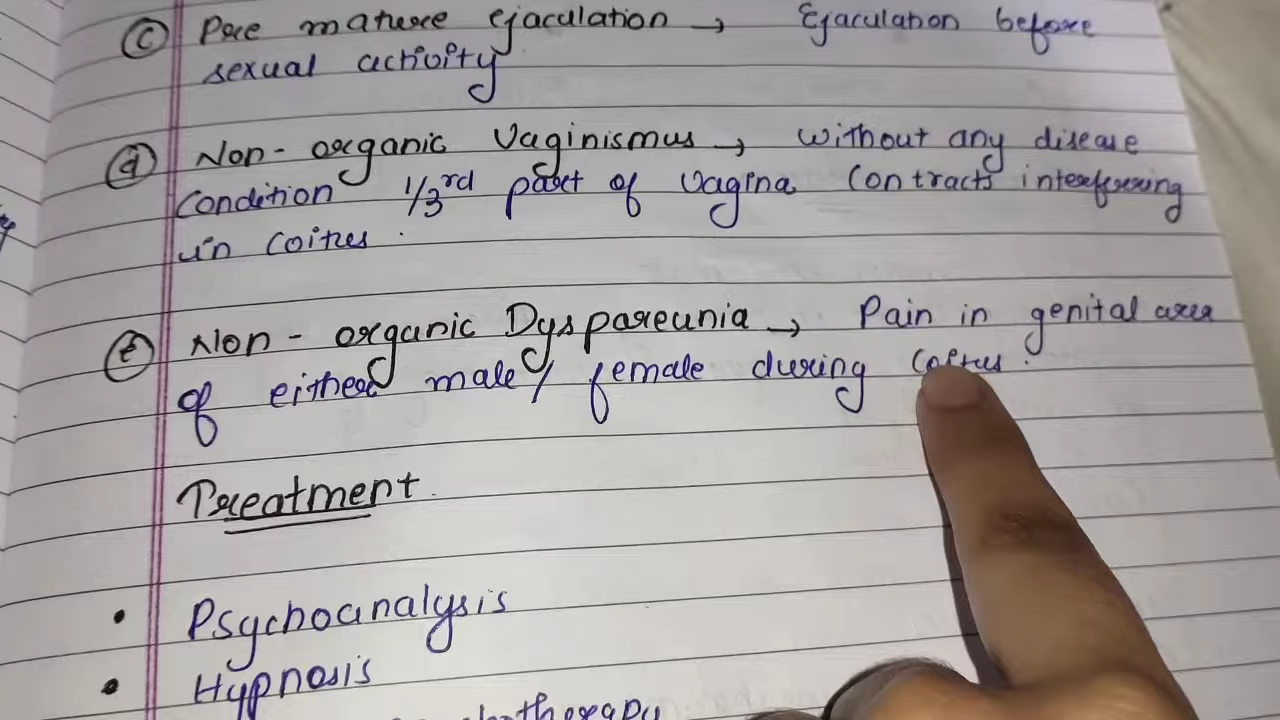 ⓒ Pre mature ejaculation → Ejaculation before
sexual activity
ⓓ Non-organic Vaginismus → without any disease
condition 1/3rd part of vagina contracts interferring
in coitus.
ⓔ Non-organic Dyspareunia → Pain in genital area
of either male/female during coitus.
Treatment
• Psychoanalysis
• Hypnosis